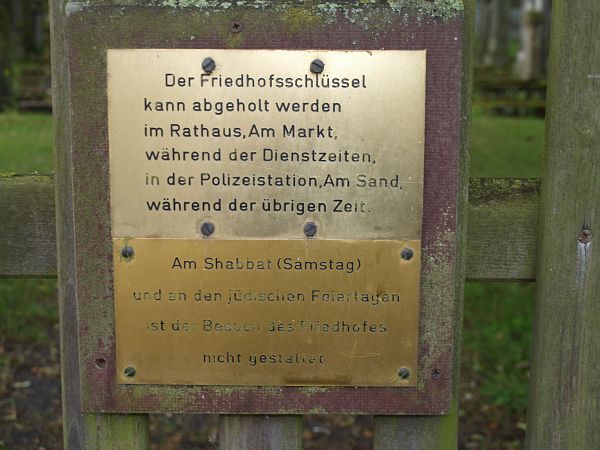 Der Friedhofsschlüssel
kann abgeholt werden
im Rathaus, Am Markt,
während der Dienstzeiten,
in der Polizeistation, Am Sand,
während der übrigen Zeit.
Am Shabbat (Samstag)
und an den jüdischen Feiertagen
ist der Besuch des Friedhofes
nicht gestattet.